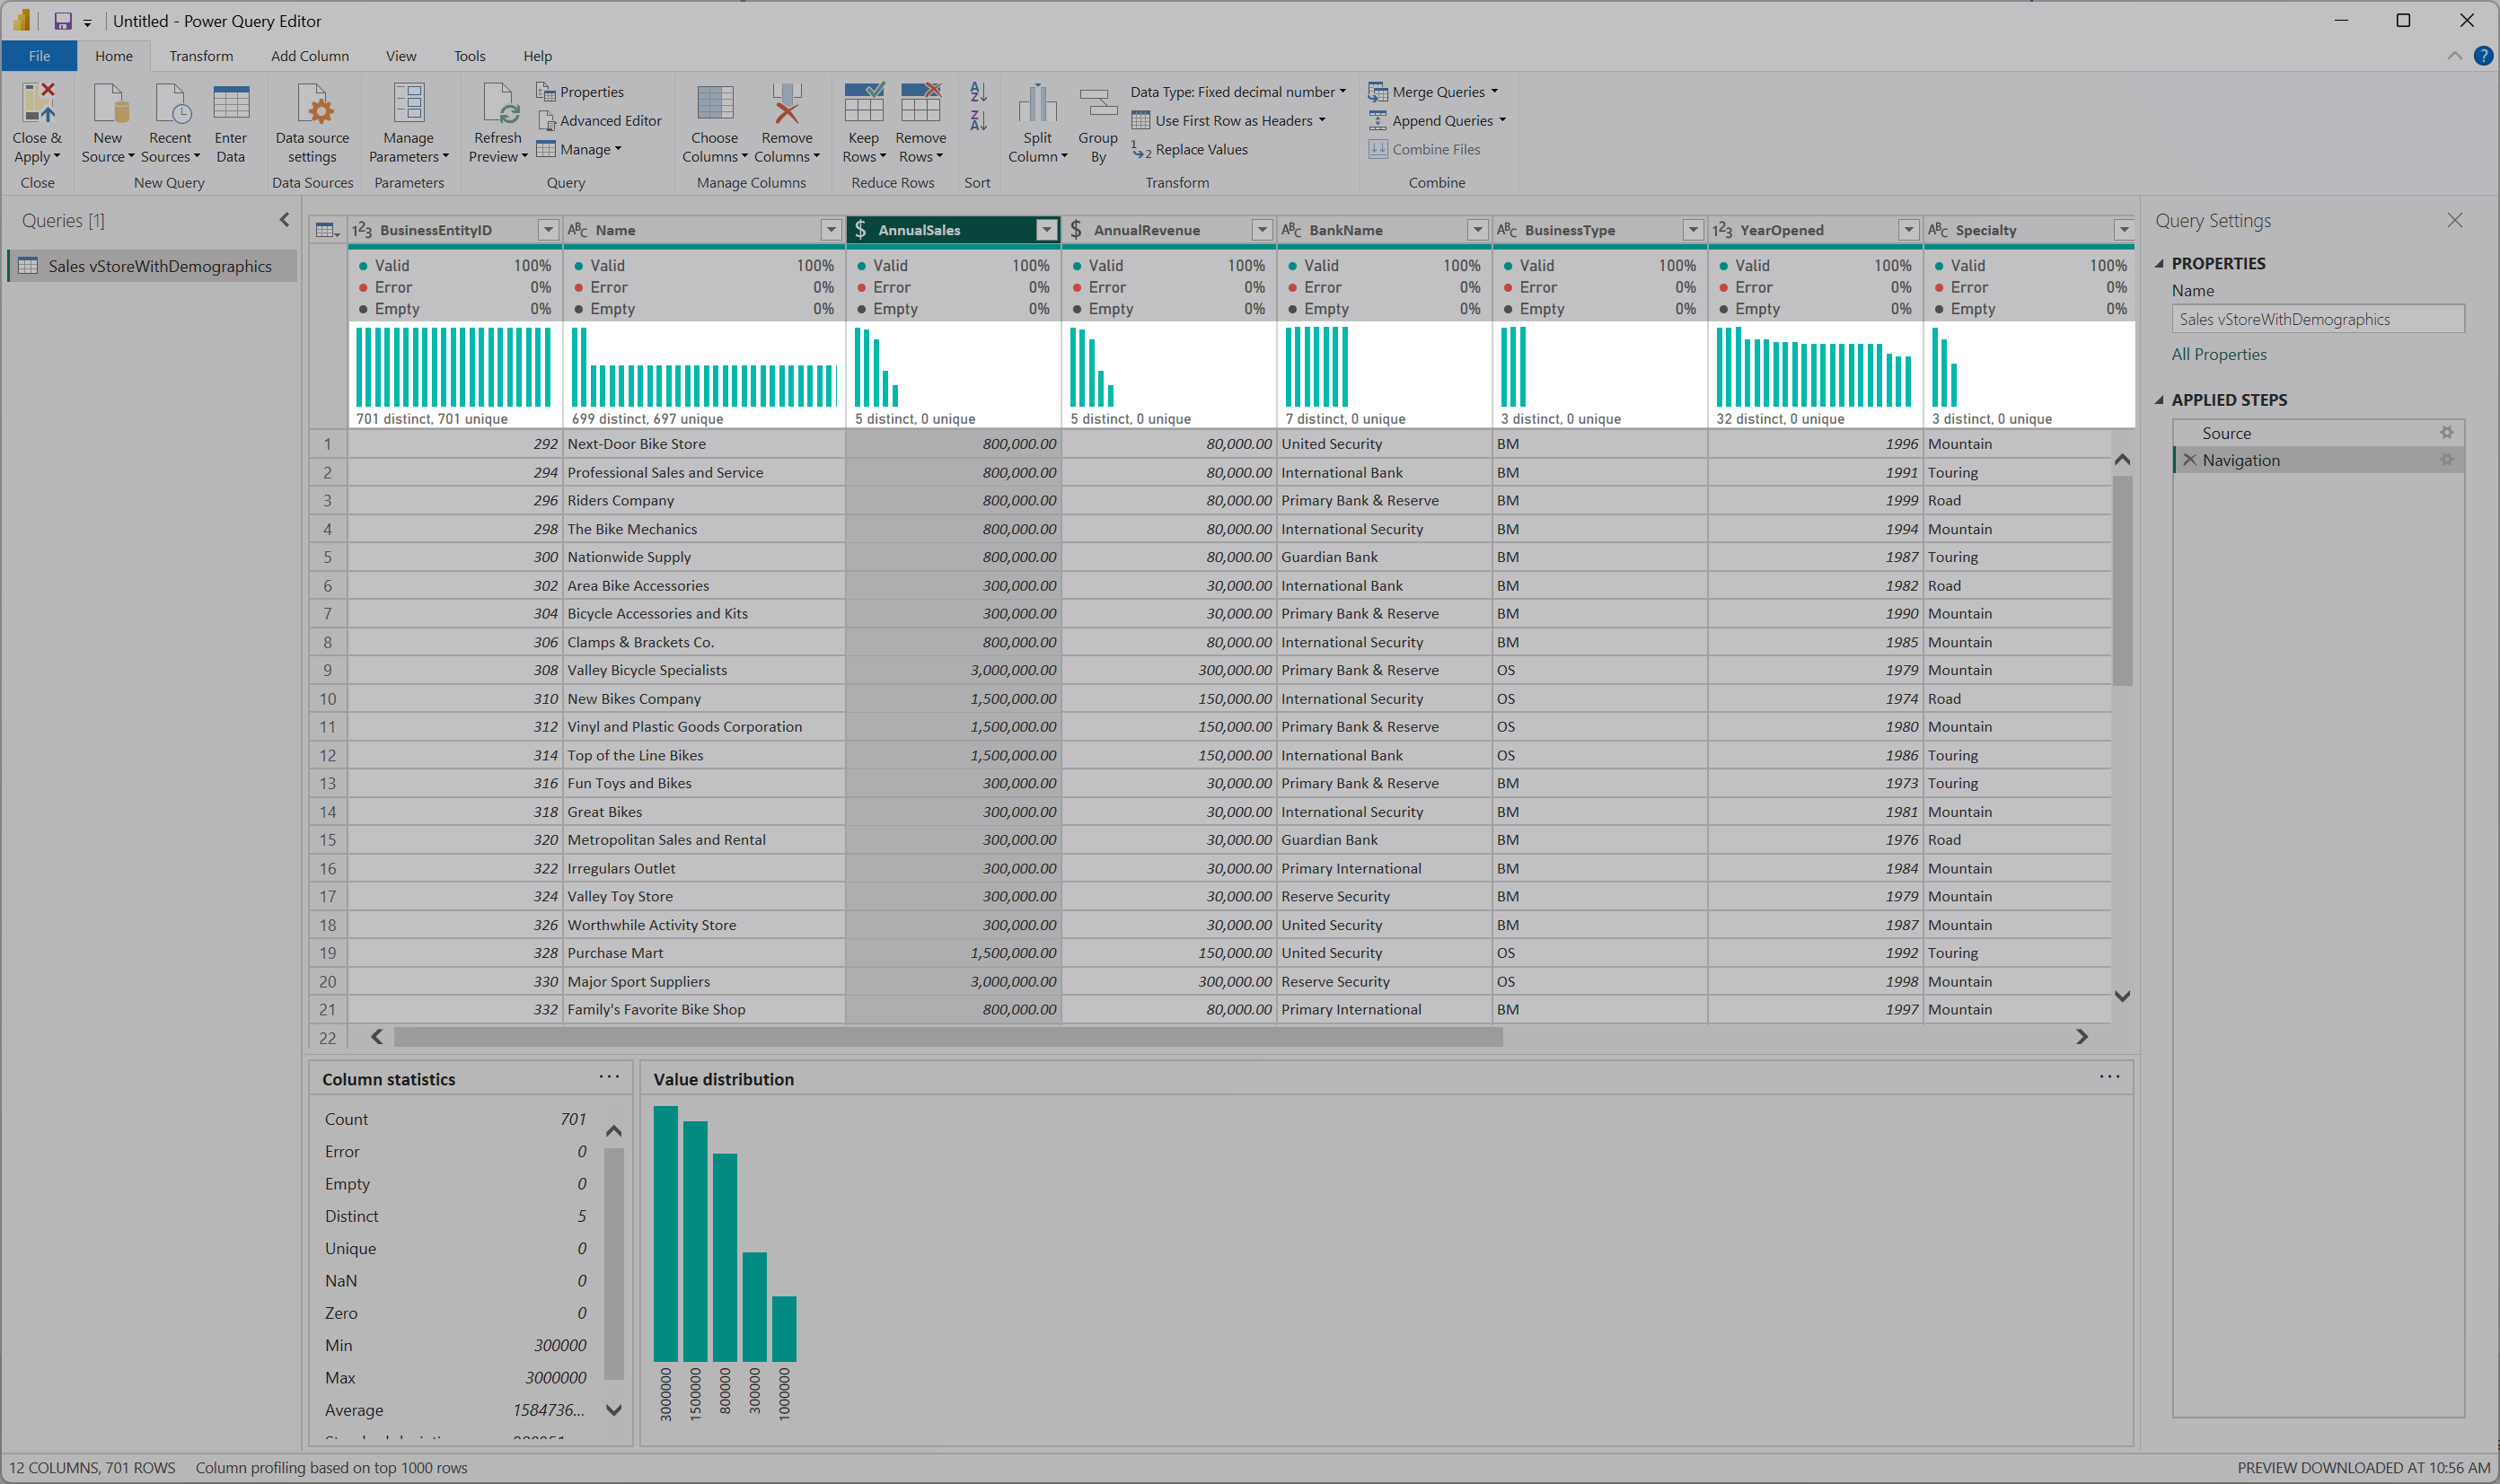 Untitled - Power Query Editor
File Home Transform Add Column View Tools Help
Close & Apply
New Source
Recent Sources
Enter Data
Data source settings
Manage Parameters
Refresh Preview
Properties
Advanced Editor
Manage
Choose Columns
Remove Columns
Keep Rows
Remove Rows
Split Column
Group By
Data Type: Fixed decimal number
Use First Row as Headers
Replace Values
Merge Queries
Append Queries
Combine Files
Close New Query Data Sources Parameters Query Manage Columns Reduce Rows Sort Transform Combine
Queries [1]
Sales vStoreWithDemographics
BusinessEntityID Name AnnualSales AnnualRevenue BankName BusinessType YearOpened Specialty
Valid 100% Valid 100% Valid 100% Valid 100% Valid 100% Valid 100% Valid 100% Valid 100%
Error 0% Error 0% Error 0% Error 0% Error 0% Error 0% Error 0% Error 0%
Empty 0% Empty 0% Empty 0% Empty 0% Empty 0% Empty 0% Empty 0% Empty 0%
701 distinct, 701 unique 699 distinct, 697 unique 5 distinct, 0 unique 5 distinct, 0 unique 7 distinct, 0 unique 3 distinct, 0 unique 32 distinct, 0 unique 3 distinct, 0 unique
1 292 Next-Door Bike Store 800,000.00 80,000.00 United Security BM 1996 Mountain
2 294 Professional Sales and Service 800,000.00 80,000.00 International Bank BM 1991 Touring
3 296 Riders Company 800,000.00 80,000.00 Primary Bank & Reserve BM 1999 Road
4 298 The Bike Mechanics 800,000.00 80,000.00 International Security BM 1994 Mountain
5 300 Nationwide Supply 800,000.00 80,000.00 Guardian Bank BM 1987 Touring
6 302 Area Bike Accessories 300,000.00 30,000.00 International Bank BM 1982 Road
7 304 Bicycle Accessories and Kits 300,000.00 30,000.00 Primary Bank & Reserve BM 1990 Mountain
8 306 Clamps & Brackets Co. 800,000.00 80,000.00 International Security BM 1985 Mountain
9 308 Valley Bicycle Specialists 3,000,000.00 300,000.00 Primary Bank & Reserve OS 1979 Mountain
10 310 New Bikes Company 1,500,000.00 150,000.00 International Security OS 1974 Road
11 312 Vinyl and Plastic Goods Corporation 1,500,000.00 150,000.00 Primary Bank & Reserve OS 1980 Mountain
12 314 Top of the Line Bikes 1,500,000.00 150,000.00 International Bank OS 1986 Touring
13 316 Fun Toys and Bikes 300,000.00 30,000.00 Primary Bank & Reserve BM 1973 Touring
14 318 Great Bikes 300,000.00 30,000.00 International Security BM 1981 Mountain
15 320 Metropolitan Sales and Rental 300,000.00 30,000.00 Guardian Bank BM 1976 Road
16 322 Irregulars Outlet 300,000.00 30,000.00 Primary International BM 1984 Mountain
17 324 Valley Toy Store 300,000.00 30,000.00 Reserve Security BM 1979 Mountain
18 326 Worthwhile Activity Store 300,000.00 30,000.00 United Security BM 1987 Mountain
19 328 Purchase Mart 1,500,000.00 150,000.00 United Security OS 1992 Touring
20 330 Major Sport Suppliers 3,000,000.00 300,000.00 Reserve Security OS 1998 Mountain
21 332 Family's Favorite Bike Shop 800,000.00 80,000.00 Primary International BM 1997 Mountain
22
Query Settings
PROPERTIES
Name
Sales vStoreWithDemographics
All Properties
APPLIED STEPS
Source
Navigation
Column statistics
Count 701
Error 0
Empty 0
Distinct 5
Unique 0
NaN 0
Zero 0
Min 300000
Max 3000000
Average 1584736...
Value distribution
3000000
1500000
800000
300000
1000000
12 COLUMNS, 701 ROWS Column profiling based on top 1000 rows
PREVIEW DOWNLOADED AT 10:56 AM